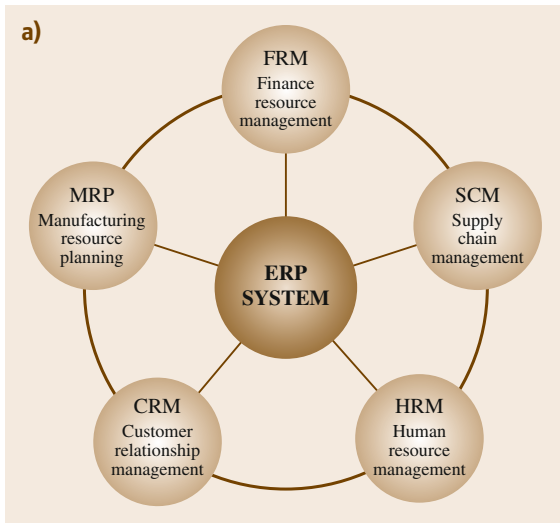 a)
FRM
Finance
resource
management
MRP
Manufacturing
resource
planning
SCM
Supply
chain
management
ERP
SYSTEM
CRM
Customer
relationship
management
HRM
Human
resource
management